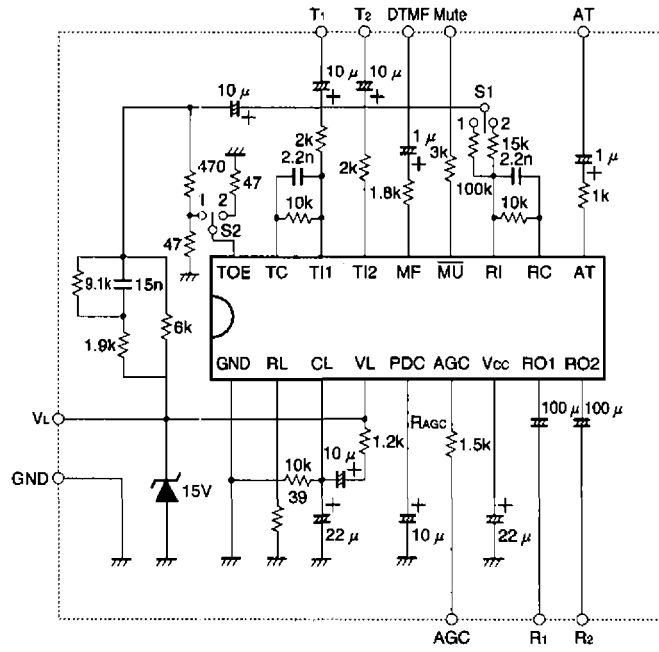 T1 T2 DTMF Mute AT
10 μ 10 μ 10 μ S1
1 2
2k 1 μ 15k 1 μ
2.2n 3k 2.2n
470 47 2k 1.8k 100k 1k
1 2 10k 10k
S2
47
TOE TC TI1 TI2 MF MU RI RC AT
9.1k 15n
6k
1.9k
GND RL CL VL PDC AGC Vcc RO1 RO2
100 μ 100 μ
VL RAGC
1.2k 1.5k
10 μ
10k
GND 15V 39
22 μ 10 μ 22 μ
AGC R1 R2